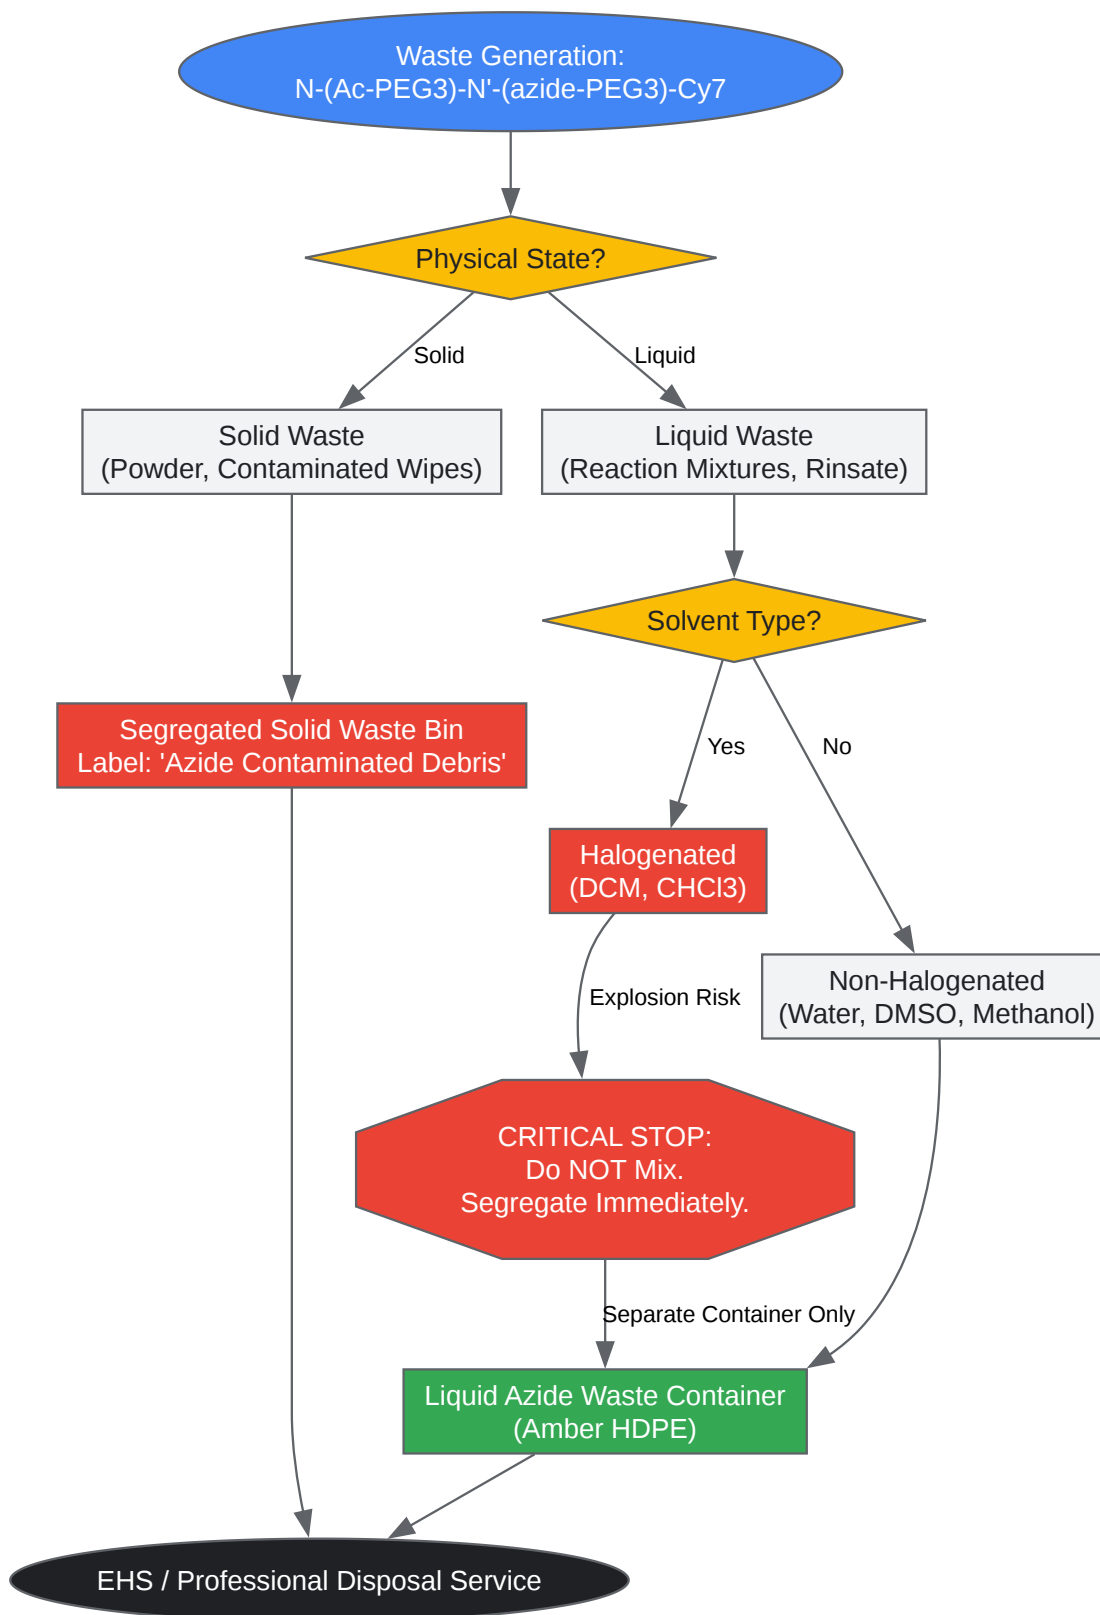 Waste Generation:
N-(Ac-PEG3)-N'-(azide-PEG3)-Cy7
Physical State?
Solid
Liquid
Solid Waste
(Powder, Contaminated Wipes)
Liquid Waste
(Reaction Mixtures, Rinsate)
Solvent Type?
Segregated Solid Waste Bin
Label: 'Azide Contaminated Debris'
Yes
No
Halogenated
(DCM, CHCl3)
Non-Halogenated
(Water, DMSO, Methanol)
Explosion Risk
CRITICAL STOP:
Do NOT Mix.
Segregate Immediately.
Separate Container Only
Liquid Azide Waste Container
(Amber HDPE)
EHS / Professional Disposal Service